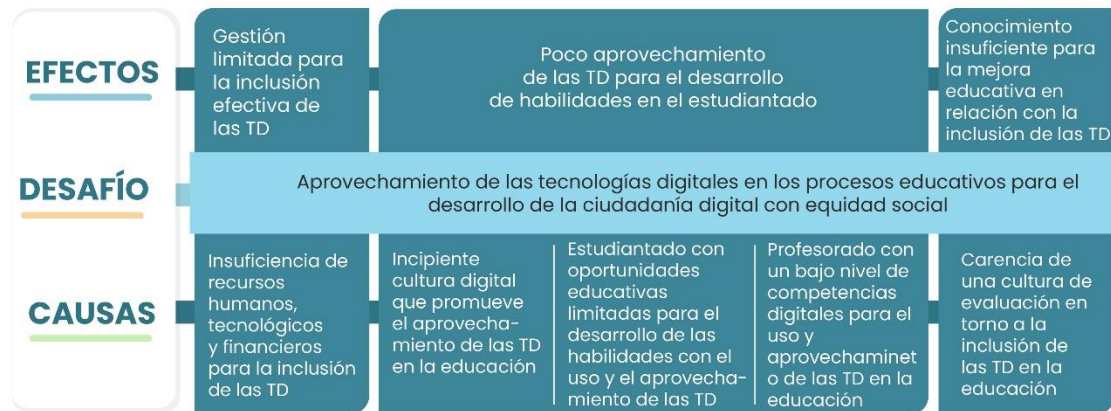 EFECTOS
Gestión
limitada para
la inclusión
efectiva de
las TD
Poco aprovechamiento
de las TD para el desarrollo
de habilidades en el estudiantado
Conocimiento
insuficiente para
la mejora
educativa en
relación con la
inclusión de las TD
DESAFÍO
Aprovechamiento de las tecnologías digitales en los procesos educativos para el
desarrollo de la ciudadanía digital con equidad social
CAUSAS
Insuficiencia de
recursos
humanos,
tecnológicos
y financieros
para la inclusión
de las TD
Incipiente
cultura digital
que promueve
el aprovecha-
miento de las TD
en la educación
Estudiantado con
oportunidades
educativas
limitadas para el
desarrollo de las
habilidades con el
uso y el aprovecha-
miento de las TD
Profesorado con
un bajo nivel de
competencias
digitales para el
uso y
aprovechaminet
o de las TD en la
educación
Carencia de
una cultura de
evaluación en
torno a la
inclusión de
las TD en la
educación